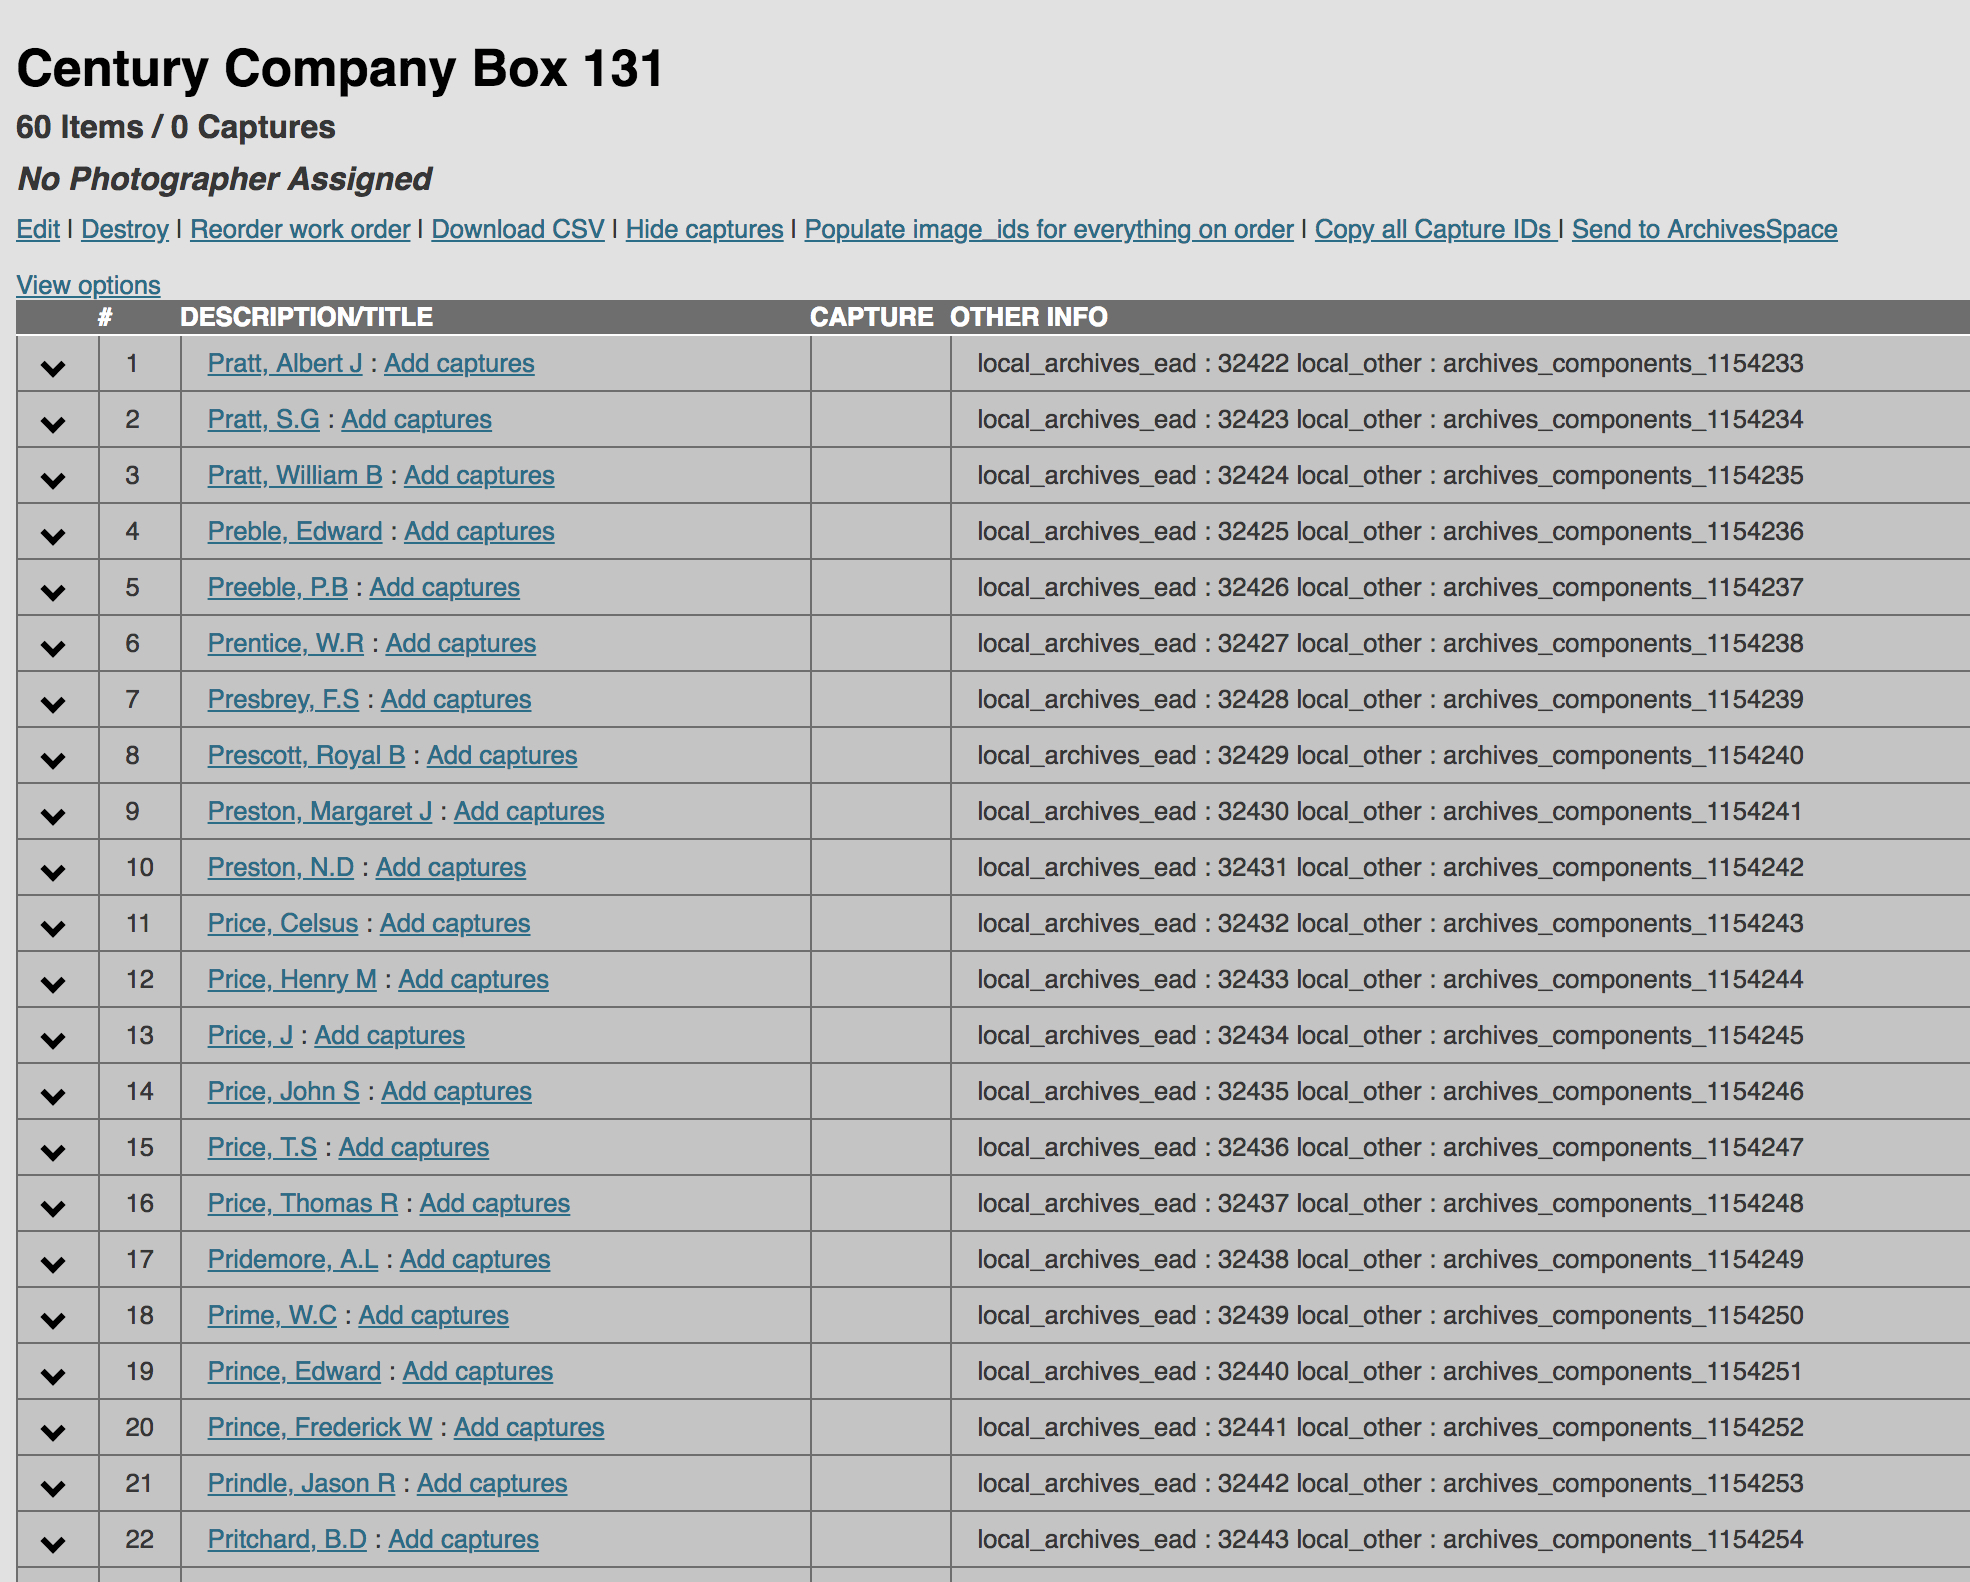 Century Company Box 131
60 Items / 0 Captures
No Photographer Assigned
Edit | Destroy | Reorder work order | Download CSV | Hide captures | Populate image_ids for everything on order | Copy all Capture IDs | Send to ArchivesSpace
View options
# DESCRIPTION/TITLE CAPTURE OTHER INFO
1 Pratt, Albert J : Add captures local_archives_ead : 32422 local_other : archives_components_1154233
2 Pratt, S.G : Add captures local_archives_ead : 32423 local_other : archives_components_1154234
3 Pratt, William B : Add captures local_archives_ead : 32424 local_other : archives_components_1154235
4 Preble, Edward : Add captures local_archives_ead : 32425 local_other : archives_components_1154236
5 Preeble, P.B : Add captures local_archives_ead : 32426 local_other : archives_components_1154237
6 Prentice, W.R : Add captures local_archives_ead : 32427 local_other : archives_components_1154238
7 Presbrey, F.S : Add captures local_archives_ead : 32428 local_other : archives_components_1154239
8 Prescott, Royal B : Add captures local_archives_ead : 32429 local_other : archives_components_1154240
9 Preston, Margaret J : Add captures local_archives_ead : 32430 local_other : archives_components_1154241
10 Preston, N.D : Add captures local_archives_ead : 32431 local_other : archives_components_1154242
11 Price, Celsus : Add captures local_archives_ead : 32432 local_other : archives_components_1154243
12 Price, Henry M : Add captures local_archives_ead : 32433 local_other : archives_components_1154244
13 Price, J : Add captures local_archives_ead : 32434 local_other : archives_components_1154245
14 Price, John S : Add captures local_archives_ead : 32435 local_other : archives_components_1154246
15 Price, T.S : Add captures local_archives_ead : 32436 local_other : archives_components_1154247
16 Price, Thomas R : Add captures local_archives_ead : 32437 local_other : archives_components_1154248
17 Pridemore, A.L : Add captures local_archives_ead : 32438 local_other : archives_components_1154249
18 Prime, W.C : Add captures local_archives_ead : 32439 local_other : archives_components_1154250
19 Prince, Edward : Add captures local_archives_ead : 32440 local_other : archives_components_1154251
20 Prince, Frederick W : Add captures local_archives_ead : 32441 local_other : archives_components_1154252
21 Prindle, Jason R : Add captures local_archives_ead : 32442 local_other : archives_components_1154253
22 Pritchard, B.D : Add captures local_archives_ead : 32443 local_other : archives_components_1154254